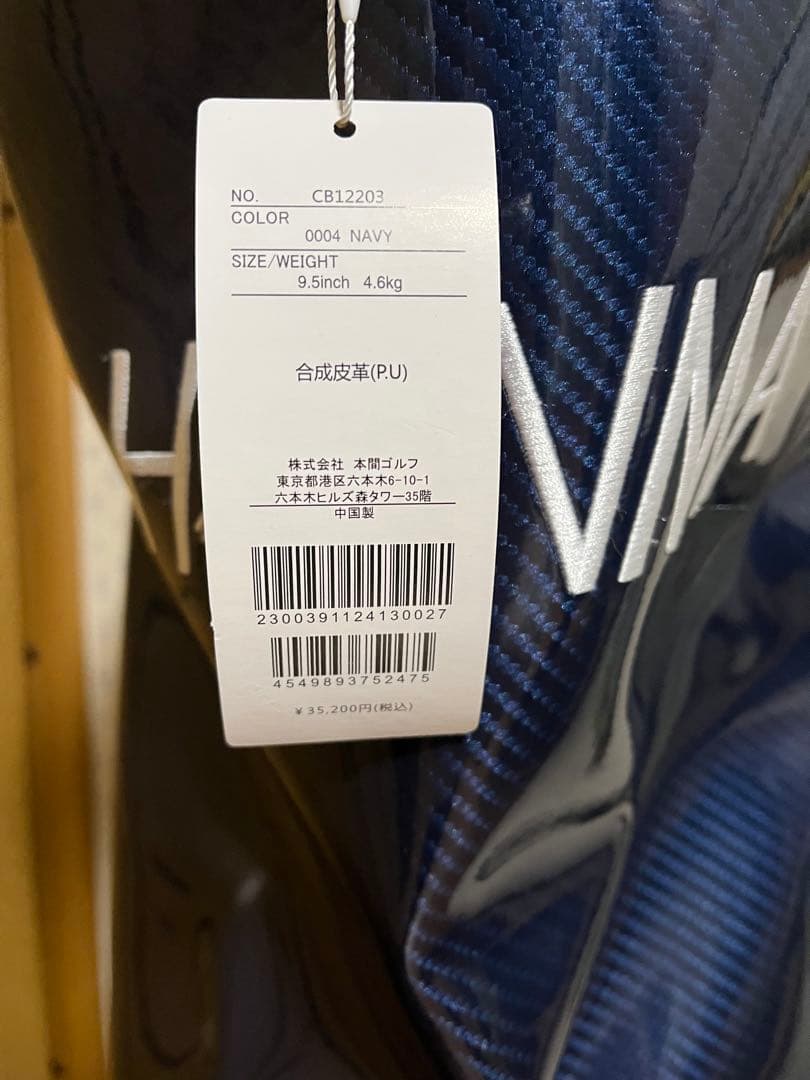 NO. CB12203
COLOR
0004 NAVY
SIZE/WEIGHT
9.5inch 4.6kg
合成皮革(P.U)
株式会社 本間ゴルフ
東京都港区六本木6-10-1
六本木ヒルズ森タワー35階
中国製
2300391124130027
4549893752475
￥35,200円(税込)